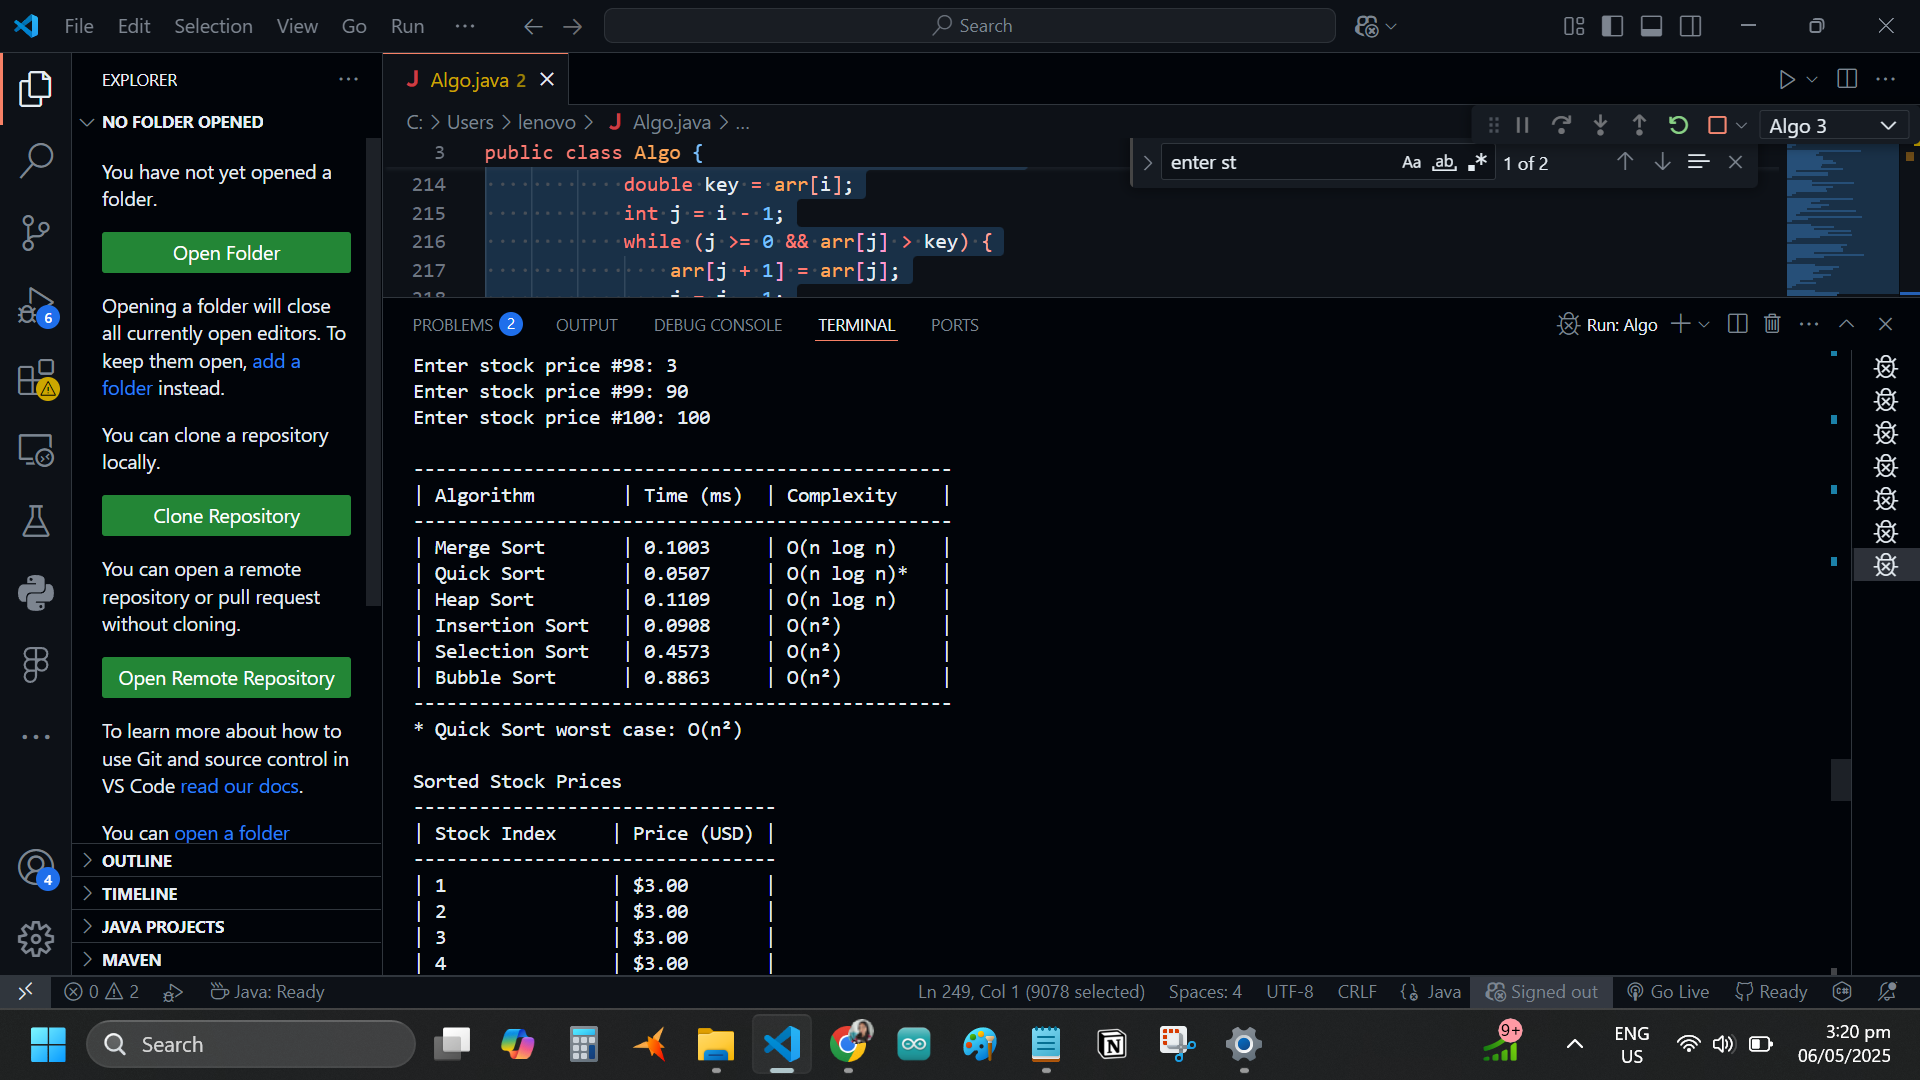 File Edit Selection View Go Run ... Search
EXPLORER ...
NO FOLDER OPENED
You have not yet opened a
folder.
Open Folder
Opening a folder will close
all currently open editors. To
keep them open, add a
folder instead.
You can clone a repository
locally.
Clone Repository
You can open a remote
repository or pull request
without cloning.
Open Remote Repository
To learn more about how to
use Git and source control in
VS Code read our docs.
You can open a folder
OUTLINE
TIMELINE
JAVA PROJECTS
MAVEN
6
4
J Algo.java 2
C: > Users > lenovo > J Algo.java > ...
Algo 3
enter st Aa ab .* 1 of 2
3 public class Algo {
214 double key = arr[i];
215 int j = i - 1;
216 while (j >= 0 && arr[j] > key) {
217 arr[j + 1] = arr[j];
218 j = j - 1;
PROBLEMS 2 OUTPUT DEBUG CONSOLE TERMINAL PORTS
Run: Algo
Enter stock price #98: 3
Enter stock price #99: 90
Enter stock price #100: 100
-------------------------------------------------
| Algorithm | Time (ms) | Complexity |
-------------------------------------------------
| Merge Sort | 0.1003 | O(n log n) |
| Quick Sort | 0.0507 | O(n log n)* |
| Heap Sort | 0.1109 | O(n log n) |
| Insertion Sort | 0.0908 | O(n²) |
| Selection Sort | 0.4573 | O(n²) |
| Bubble Sort | 0.8863 | O(n²) |
-------------------------------------------------
* Quick Sort worst case: O(n²)
Sorted Stock Prices
---------------------------------
| Stock Index | Price (USD) |
---------------------------------
| 1 | $3.00 |
| 2 | $3.00 |
| 3 | $3.00 |
| 4 | $3.00 |
0 2 Java: Ready
Ln 249, Col 1 (9078 selected) Spaces: 4 UTF-8 CRLF {} Java Signed out Go Live Ready
Search
9+
ENG
US
3:20 pm
06/05/2025